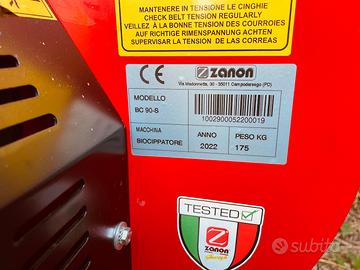 MANTENERE IN TENSIONE LE CINGHIE
CHECK BELT TENSION REGULARLY
VEILLEZ À LA TENSION DES COURROIES
AUF RICHTIGE RIMENSPANNUNG ACHTEN
SUPERVISAR LA TENSION DE LAS CORREAS
CE ZANON
Via Madonnetta, 30 - 35011 Campodarsego (PD)
MODELLO
BC 90-S
1002900052200019
MACCHINA
BIOCIPPATORE
ANNO
2022
PESO KG
175
TESTED
ZANON
subito